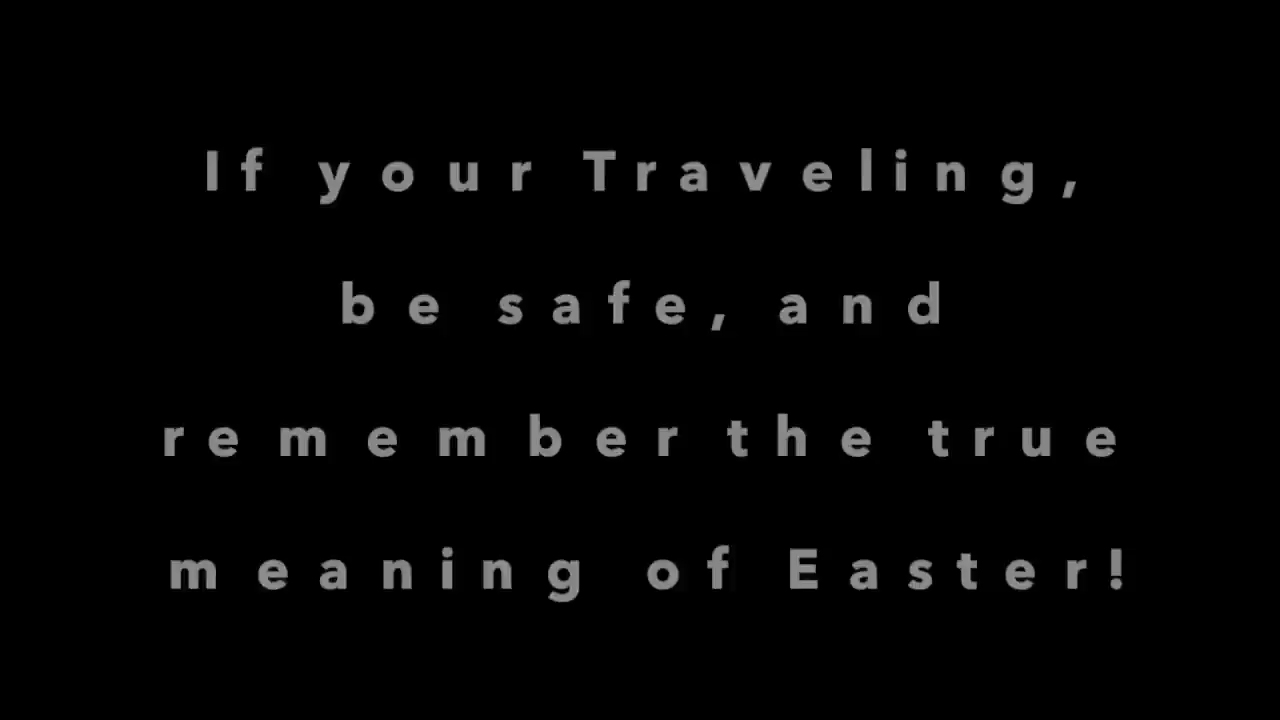 If your Traveling,
be safe, and
remember the true
meaning of Easter!